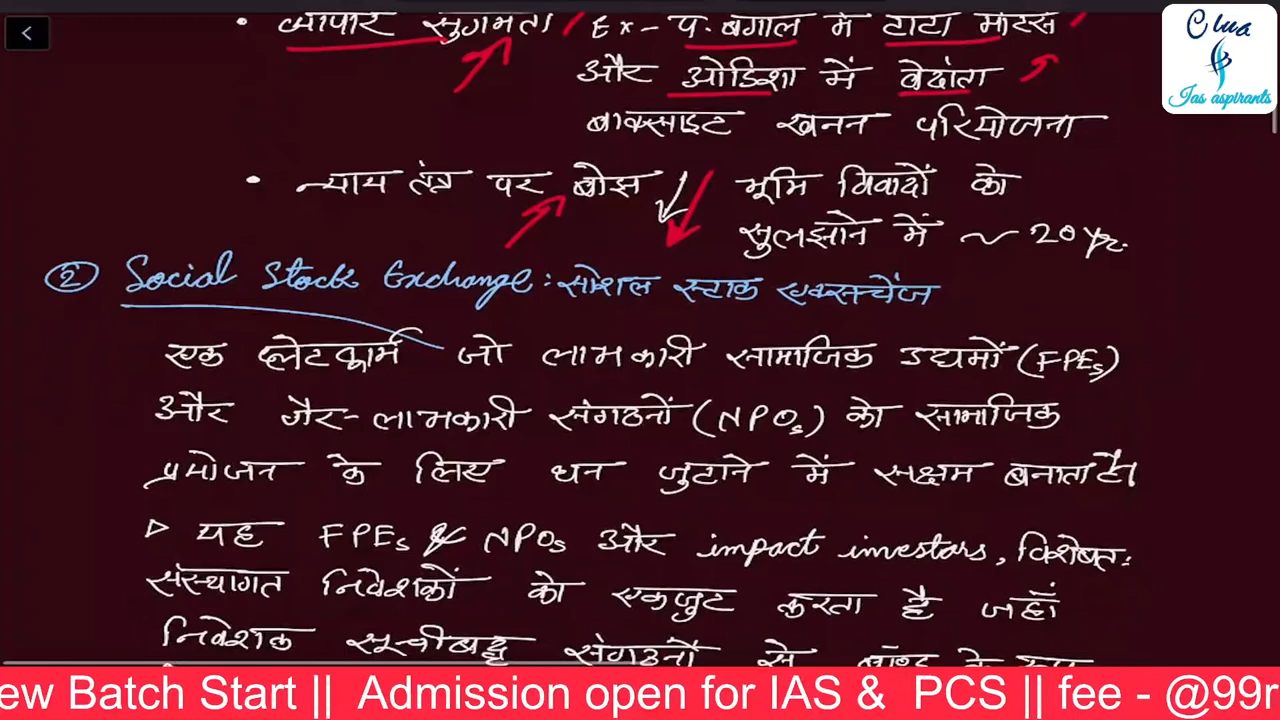 <
• व्यापार सुगमता Ex- प. बंगाल में टाटा मोटर्स
और ओडिशा में वेदांता
बाक्साइट खनन परियोजना
• न्याय तंत्र पर बोझ ↓ भूमि विवादों को
सुलझाने में ~ 20 yr.
② Social Stock Exchange: सोशल स्टाक एक्सचेंज
एक प्लेटफार्म जो लाभकारी सामाजिक उद्यमों (FPEs)
और गैर-लाभकारी संगठनों (NPOs) को सामाजिक
प्रयोजन के लिए धन जुटाने में सक्षम बनाता है।
▷ यह FPEs & NPOs और impact investors, विशेषतः
संस्थागत निवेशकों को एकजुट करता है जहाँ
निवेशक सूचीबद्ध संगठनों से बॉण्ड के रूप
Clua
Ias aspirants
ew Batch Start || Admission open for IAS & PCS || fee - @99r